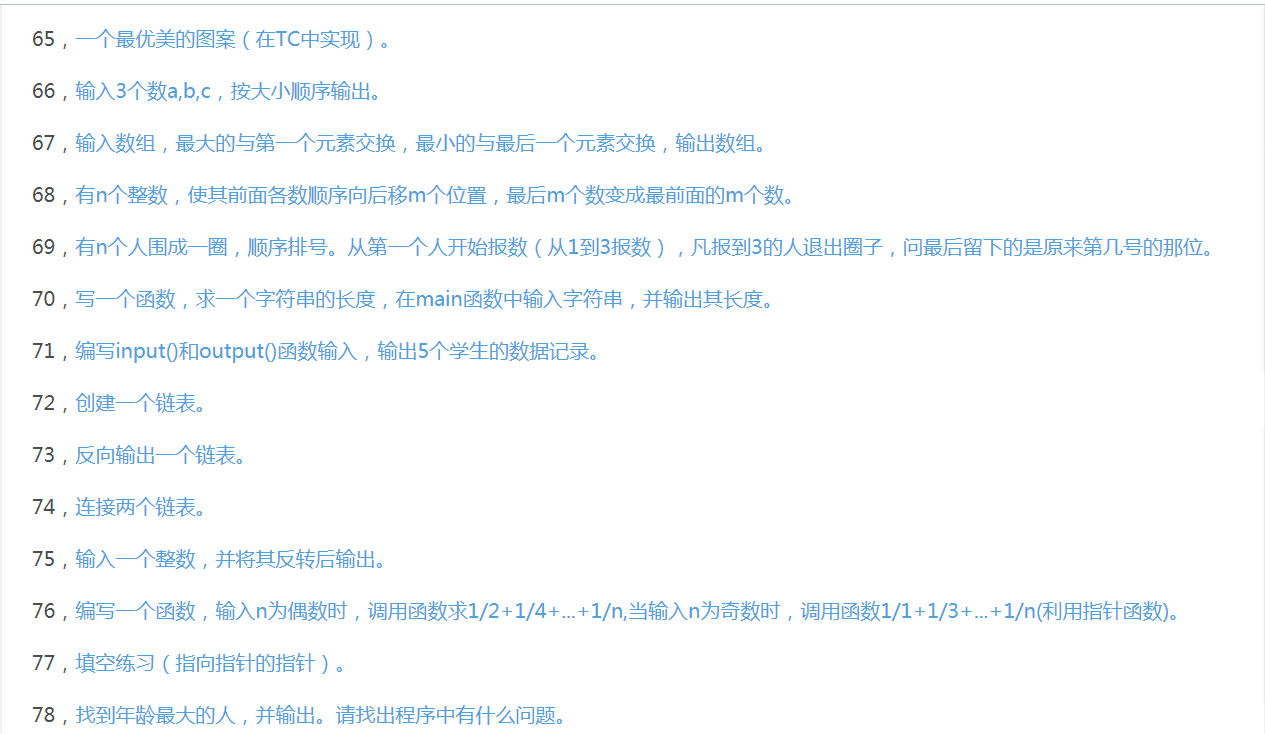 65，一个最优美的图案（在TC中实现）。
66，输入3个数a,b,c，按大小顺序输出。
67，输入数组，最大的与第一个元素交换，最小的与最后一个元素交换，输出数组。
68，有n个整数，使其前面各数顺序向后移m个位置，最后m个数变成最前面的m个数。
69，有n个人围成一圈，顺序排号。从第一个人开始报数（从1到3报数），凡报到3的人退出圈子，问最后留下的是原来第几号的那位。
70，写一个函数，求一个字符串的长度，在main函数中输入字符串，并输出其长度。
71，编写input()和output()函数输入，输出5个学生的数据记录。
72，创建一个链表。
73，反向输出一个链表。
74，连接两个链表。
75，输入一个整数，并将其反转后输出。
76，编写一个函数，输入n为偶数时，调用函数求1/2+1/4+...+1/n,当输入n为奇数时，调用函数1/1+1/3+...+1/n(利用指针函数)。
77，填空练习（指向指针的指针）。
78，找到年龄最大的人，并输出。请找出程序中有什么问题。